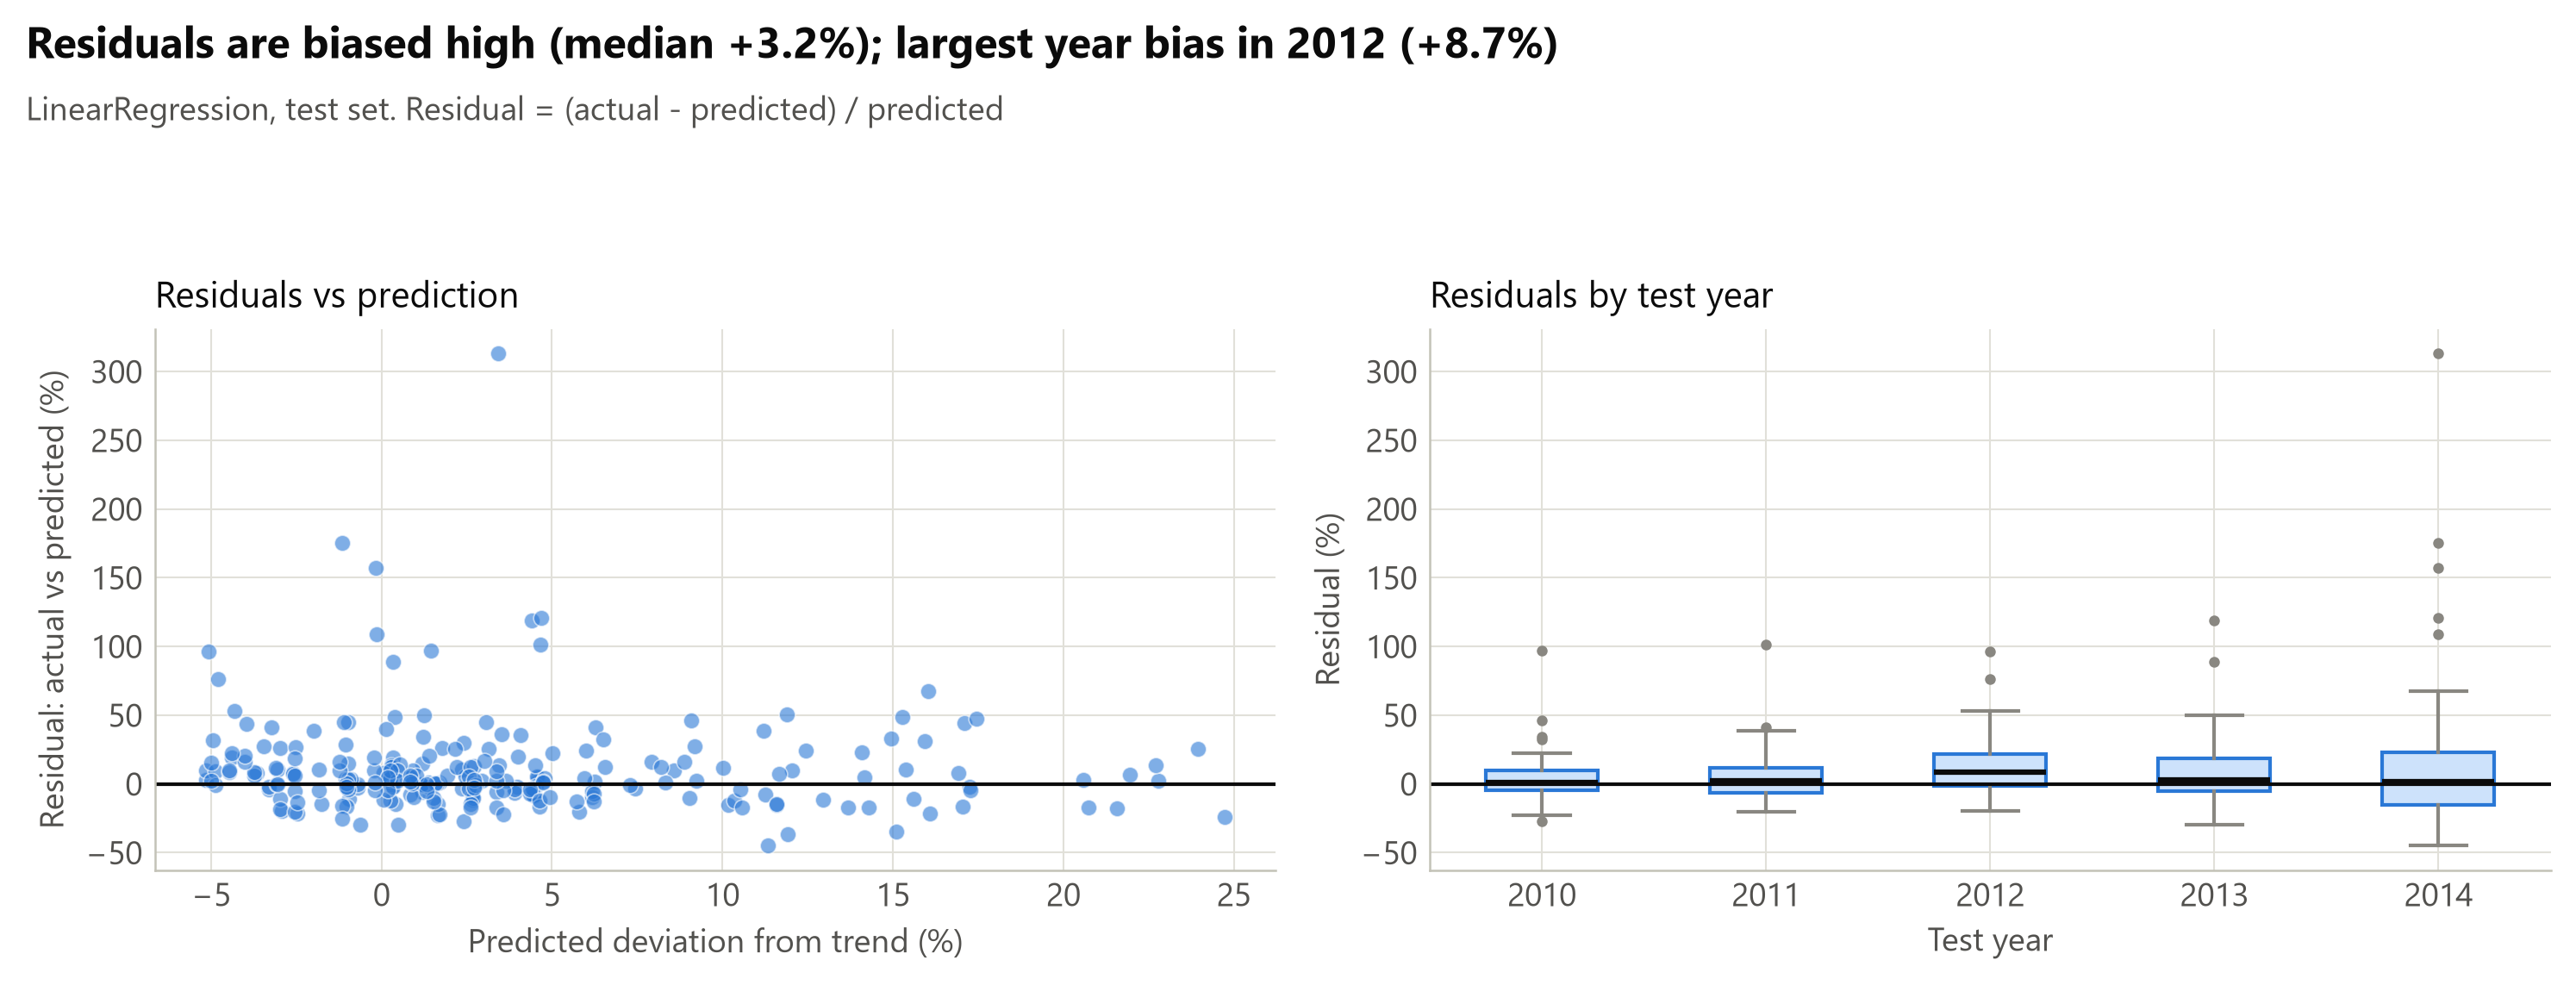 Residuals are biased high (median +3.2%); largest year bias in 2012 (+8.7%)
LinearRegression, test set. Residual = (actual - predicted) / predicted
Residuals vs prediction
Residual: actual vs predicted (%)
300
250
200
150
100
50
0
−50
−5 0 5 10 15 20 25
Predicted deviation from trend (%)
Residuals by test year
Residual (%)
300
250
200
150
100
50
0
−50
2010 2011 2012 2013 2014
Test year